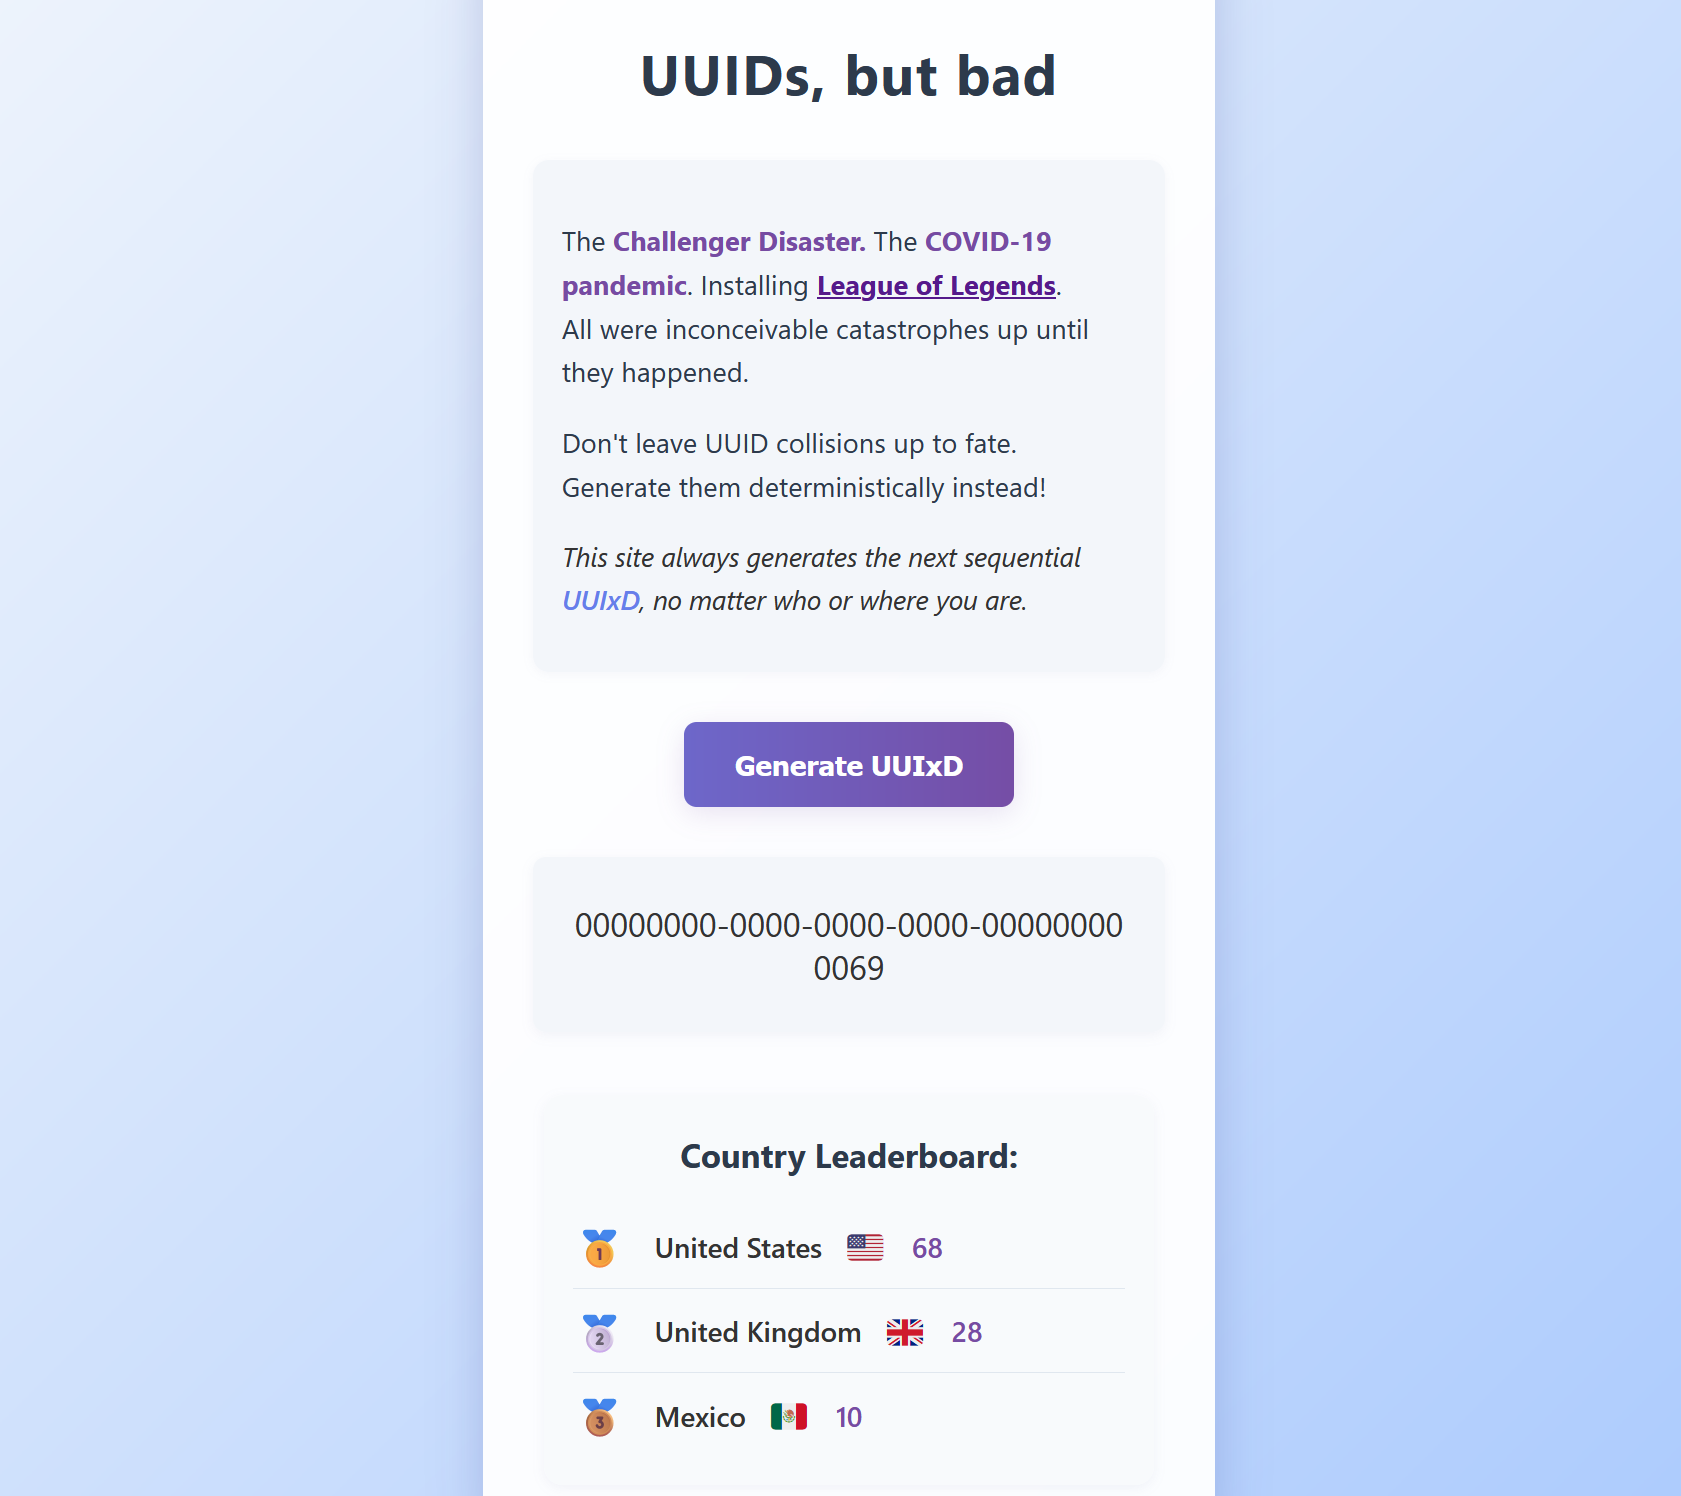 UUIDs, but bad
The Challenger Disaster. The COVID-19
pandemic. Installing League of Legends.
All were inconceivable catastrophes up until
they happened.
Don't leave UUID collisions up to fate.
Generate them deterministically instead!
This site always generates the next sequential
UUIxD, no matter who or where you are.
Generate UUIxD
00000000-0000-0000-0000-00000000
0069
Country Leaderboard:
1 United States 68
2 United Kingdom 28
3 Mexico 10